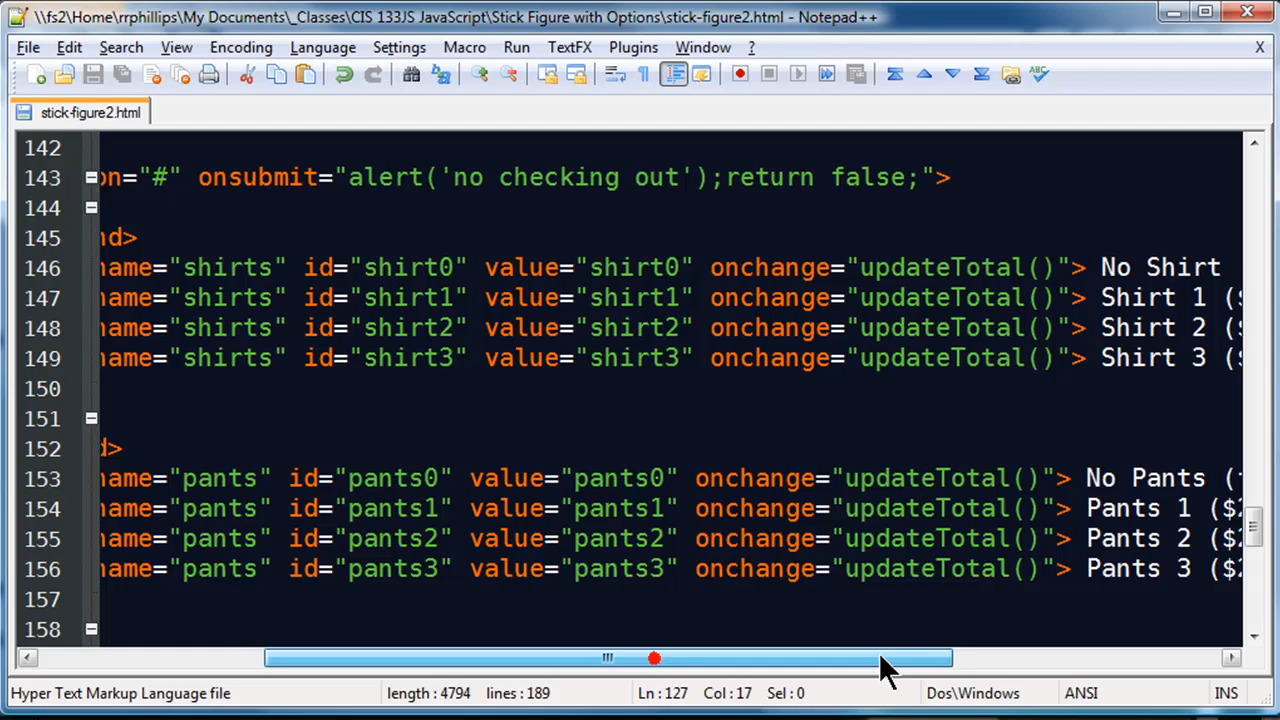 \\fs2\Home\rrphillips\My Documents\_Classes\CIS 133JS JavaScript\Stick Figure with Options\stick-figure2.html - Notepad++
File Edit Search View Encoding Language Settings Macro Run TextFX Plugins Window ? X
stick-figure2.html
142
143 on="#" onsubmit="alert('no checking out');return false;">
144
145 nd>
146 name="shirts" id="shirt0" value="shirt0" onchange="updateTotal()"> No Shirt
147 name="shirts" id="shirt1" value="shirt1" onchange="updateTotal()"> Shirt 1 ($
148 name="shirts" id="shirt2" value="shirt2" onchange="updateTotal()"> Shirt 2 ($
149 name="shirts" id="shirt3" value="shirt3" onchange="updateTotal()"> Shirt 3 ($
150
151
152 d>
153 name="pants" id="pants0" value="pants0" onchange="updateTotal()"> No Pants (
154 name="pants" id="pants1" value="pants1" onchange="updateTotal()"> Pants 1 ($2
155 name="pants" id="pants2" value="pants2" onchange="updateTotal()"> Pants 2 ($2
156 name="pants" id="pants3" value="pants3" onchange="updateTotal()"> Pants 3 ($2
157
158
Hyper Text Markup Language file length : 4794 lines : 189 Ln : 127 Col : 17 Sel : 0 Dos\Windows ANSI INS